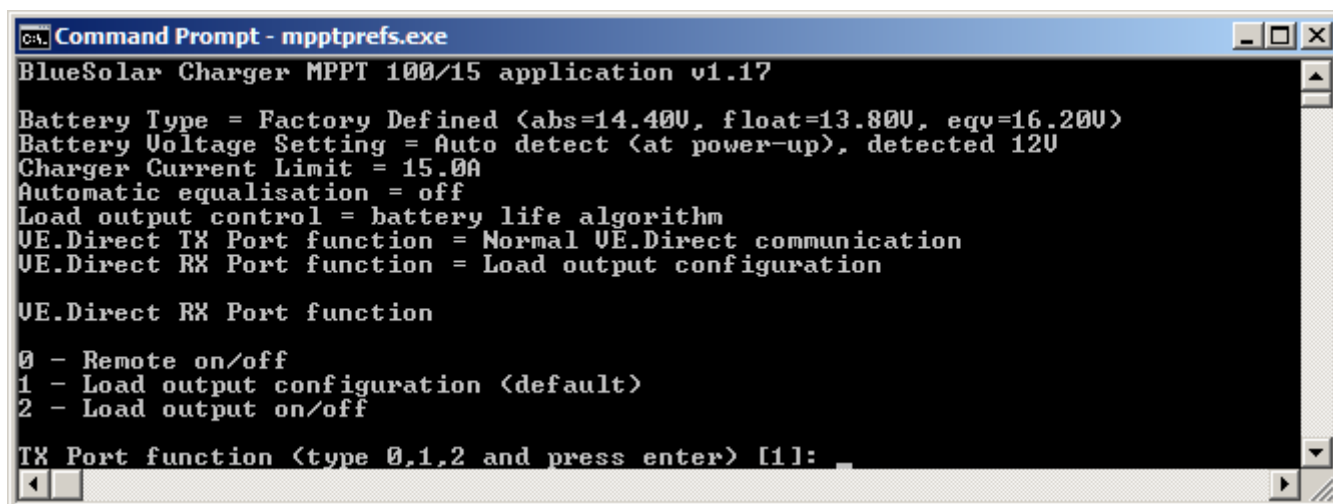 Command Prompt - mpptprefs.exe
BlueSolar Charger MPPT 100/15 application v1.17
Battery Type = Factory Defined (abs=14.40V, float=13.80V, eqv=16.20V)
Battery Voltage Setting = Auto detect (at power-up), detected 12V
Charger Current Limit = 15.0A
Automatic equalisation = off
Load output control = battery life algorithm
VE.Direct TX Port function = Normal VE.Direct communication
VE.Direct RX Port function = Load output configuration
VE.Direct RX Port function
0 - Remote on/off
1 - Load output configuration (default)
2 - Load output on/off
TX Port function (type 0,1,2 and press enter) [1]: _